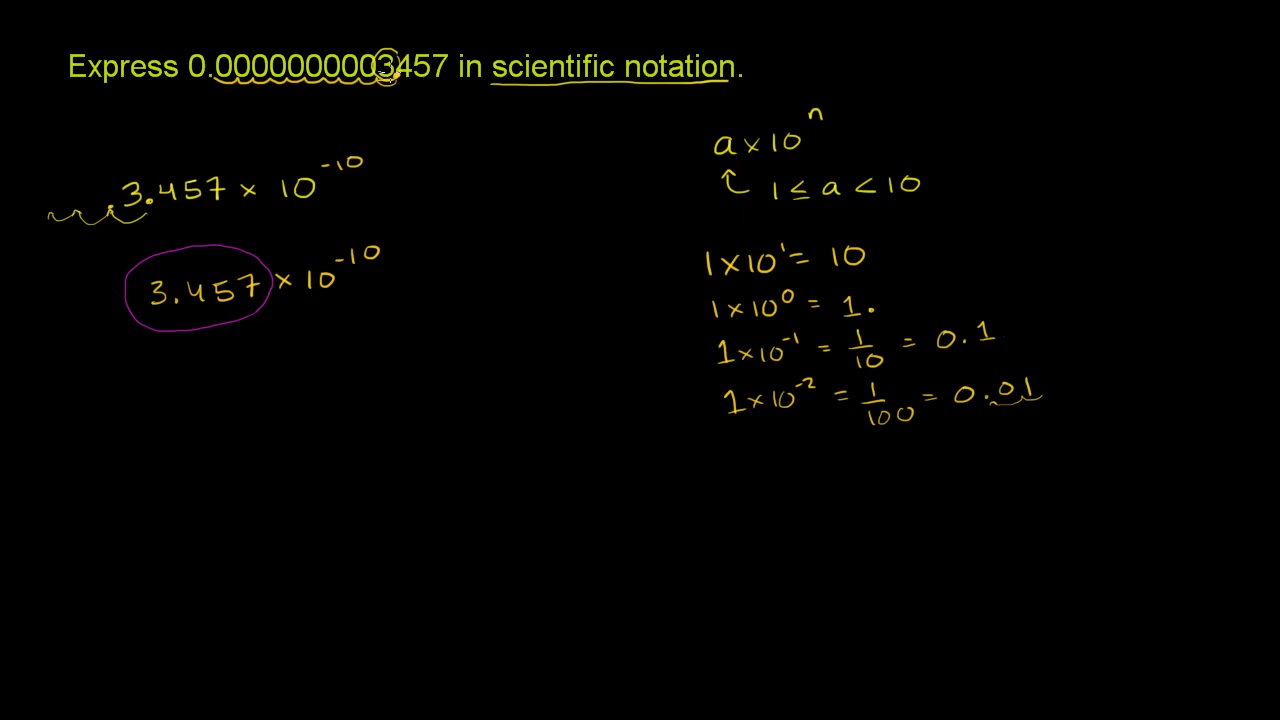 Express 0.0000000003457 in scientific notation.
a × 10^n
1 ≤ a < 10
3.457 × 10^-10
3.457 × 10^-10
1 × 10^1 = 10
1 × 10^0 = 1.
1 × 10^-1 = 1/10 = 0.1
1 × 10^-2 = 1/100 = 0.01